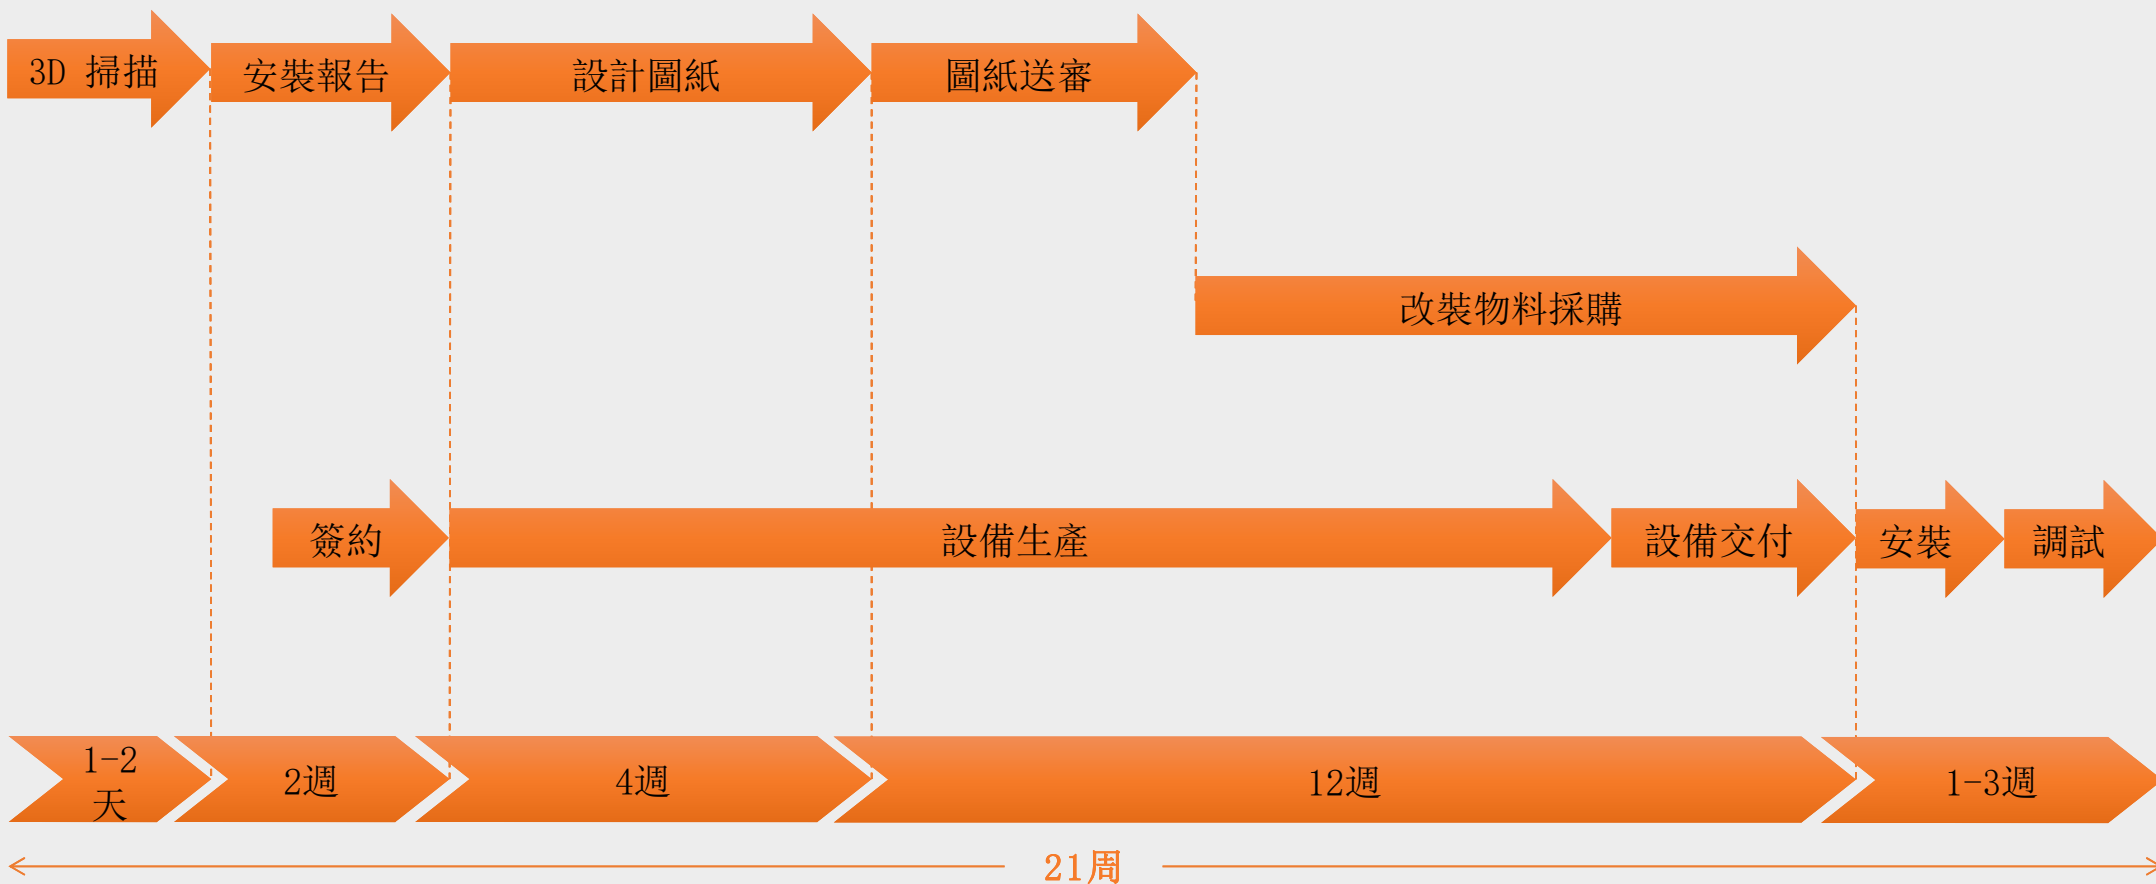 3D 掃描
安裝報告
設計圖紙
圖紙送審
改裝物料採購
簽約
設備生產
設備交付
安裝
調試
1-2
天
2週
4週
12週
1-3週
21周